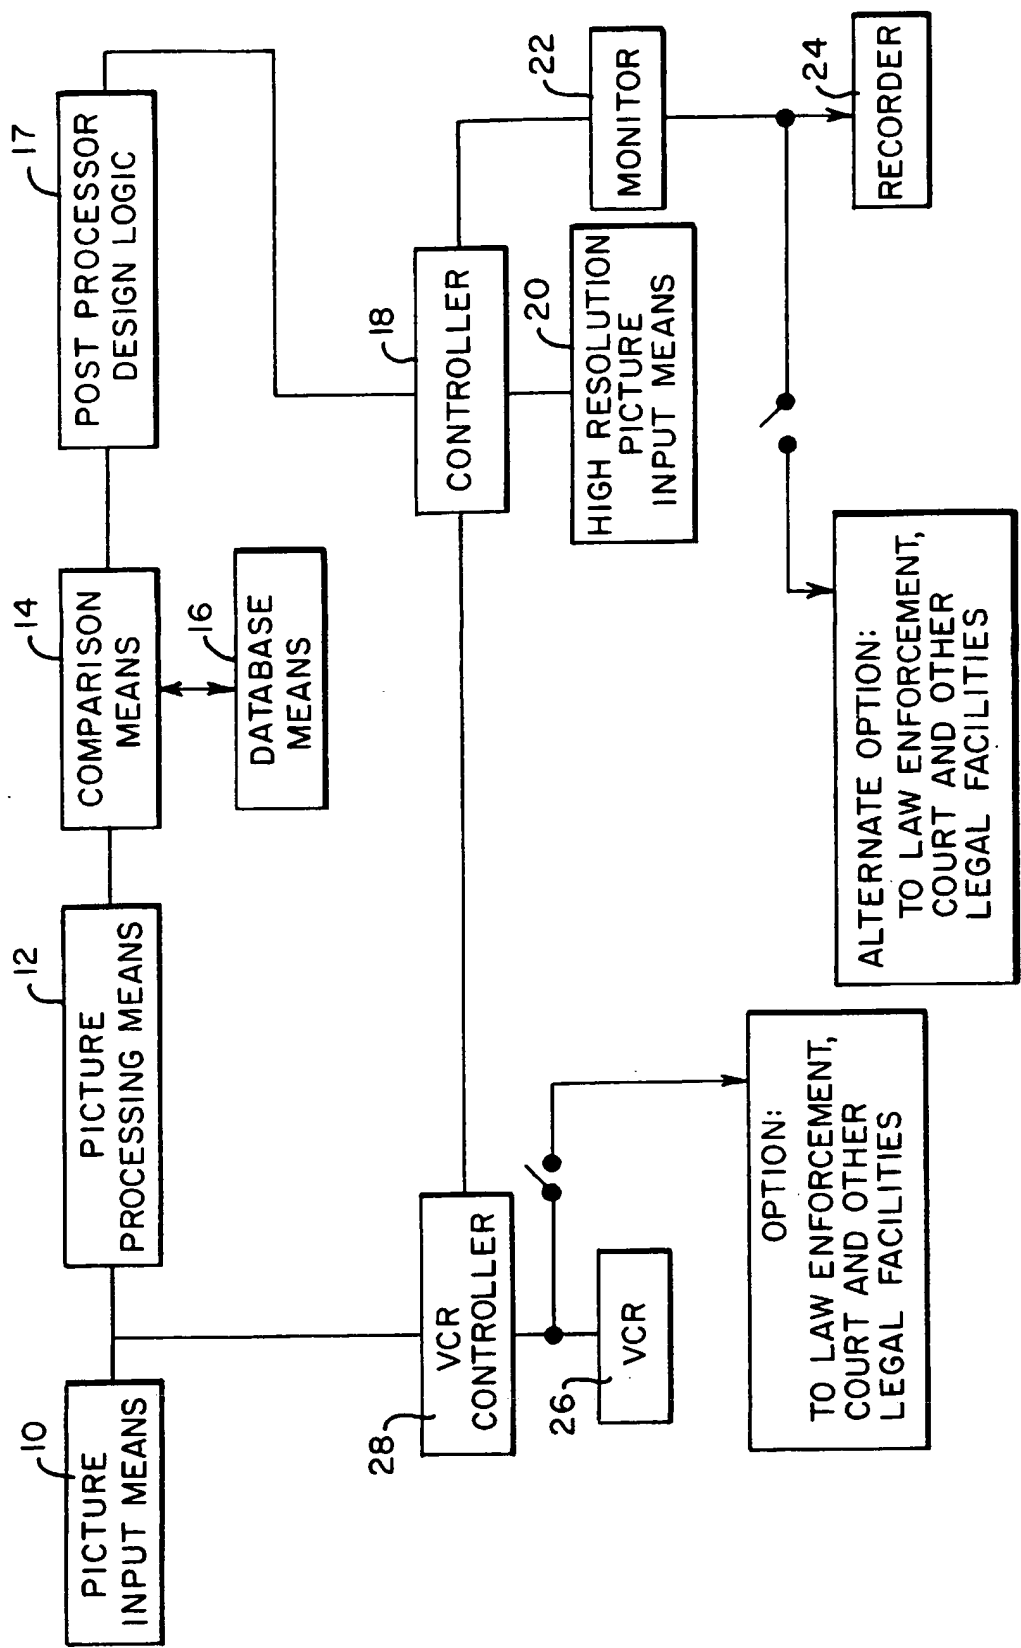 10
PICTURE
INPUT MEANS
12
PICTURE
PROCESSING MEANS
14
COMPARISON
MEANS
16
DATABASE
MEANS
17
POST PROCESSOR
DESIGN LOGIC
28
VCR
CONTROLLER
26
VCR
OPTION:
TO LAW ENFORCEMENT,
COURT AND OTHER
LEGAL FACILITIES
18
CONTROLLER
20
HIGH RESOLUTION
PICTURE
INPUT MEANS
22
MONITOR
24
RECORDER
ALTERNATE OPTION:
TO LAW ENFORCEMENT,
COURT AND OTHER
LEGAL FACILITIES